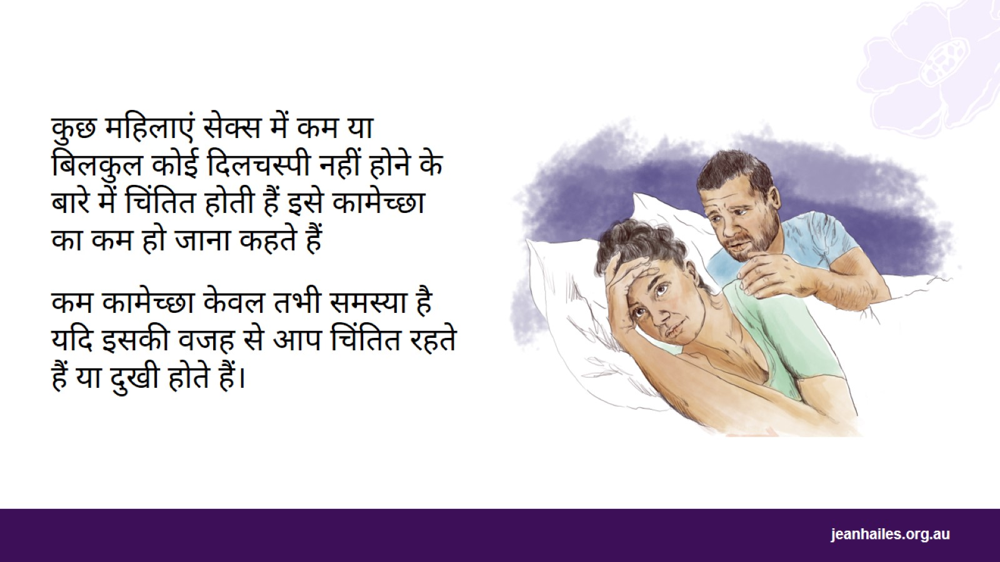 कुछ महिलाएं सेक्स में कम या
बिलकुल कोई दिलचस्पी नहीं होने के
बारे में चिंतित होती हैं इसे कामेच्छा
का कम हो जाना कहते हैं
कम कामेच्छा केवल तभी समस्या है
यदि इसकी वजह से आप चिंतित रहते
हैं या दुखी होते हैं।
jeanhailes.org.au